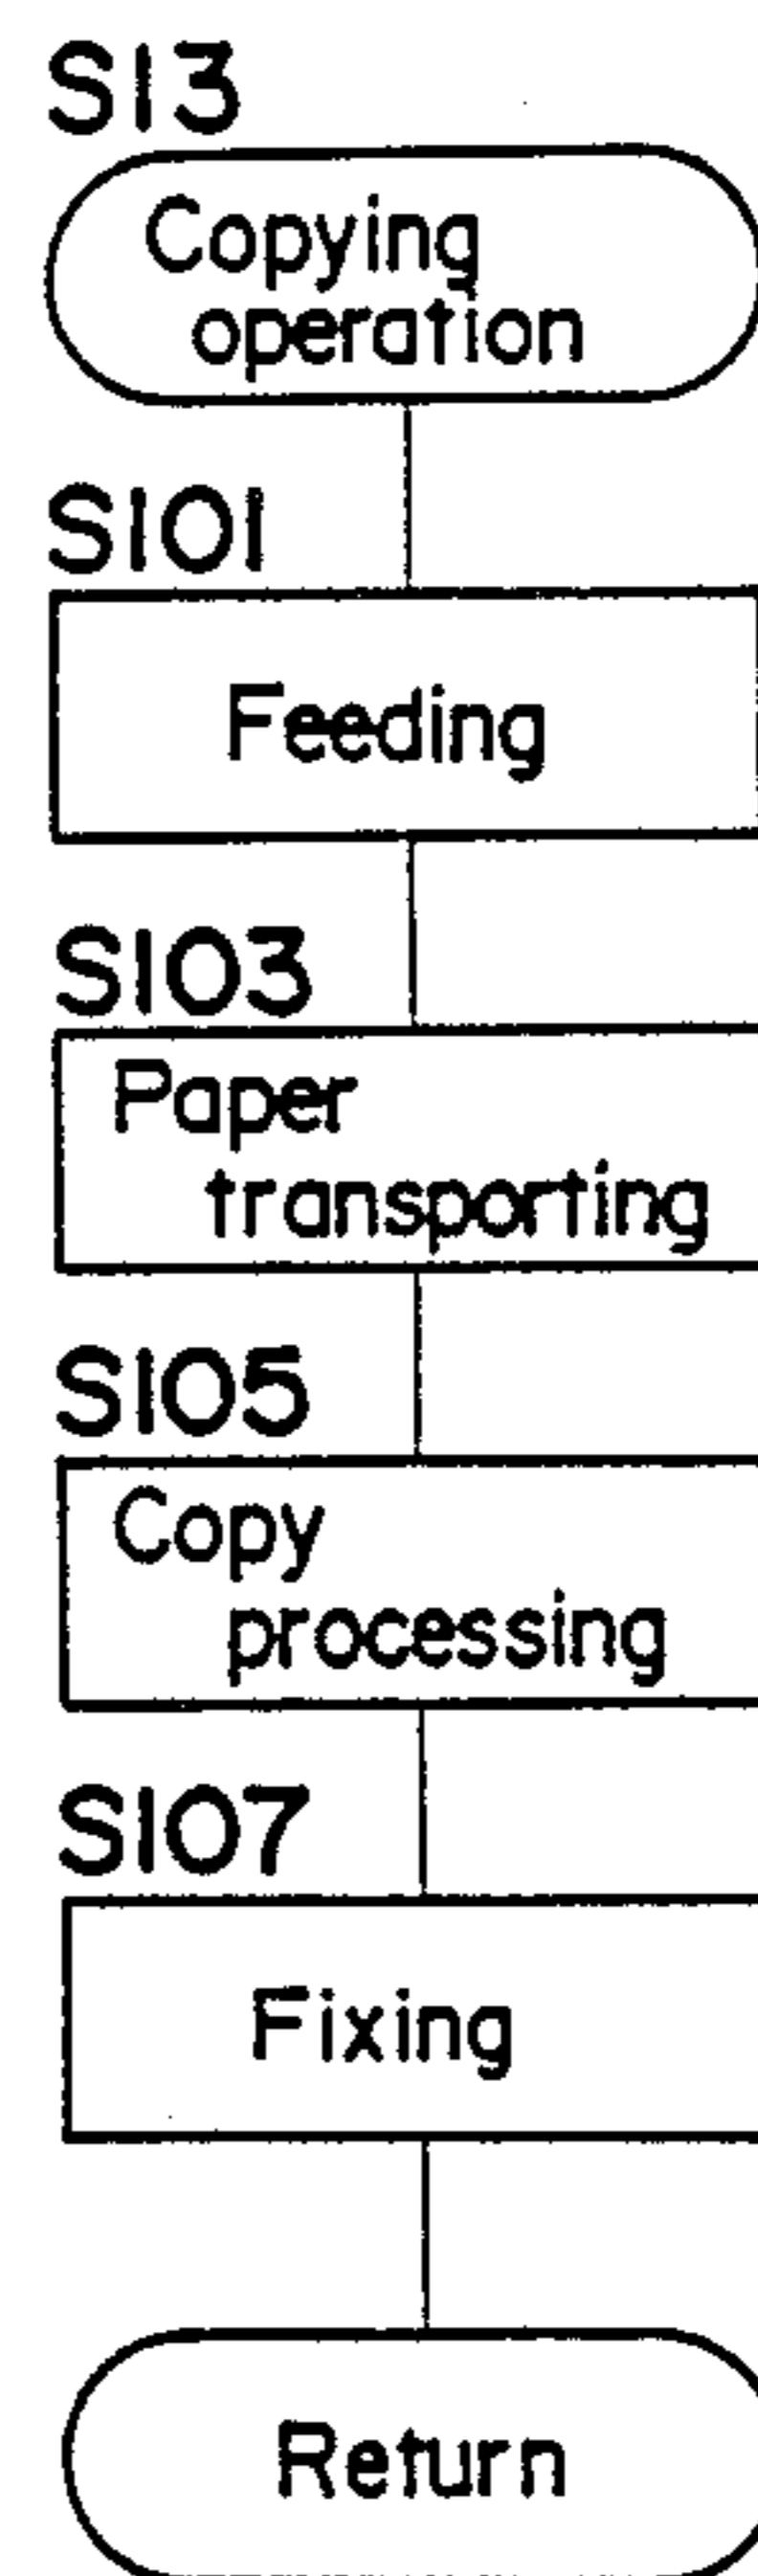 S13
Copying
operation
S101
Feeding
S103
Paper
transporting
S105
Copy
processing
S107
Fixing
Return